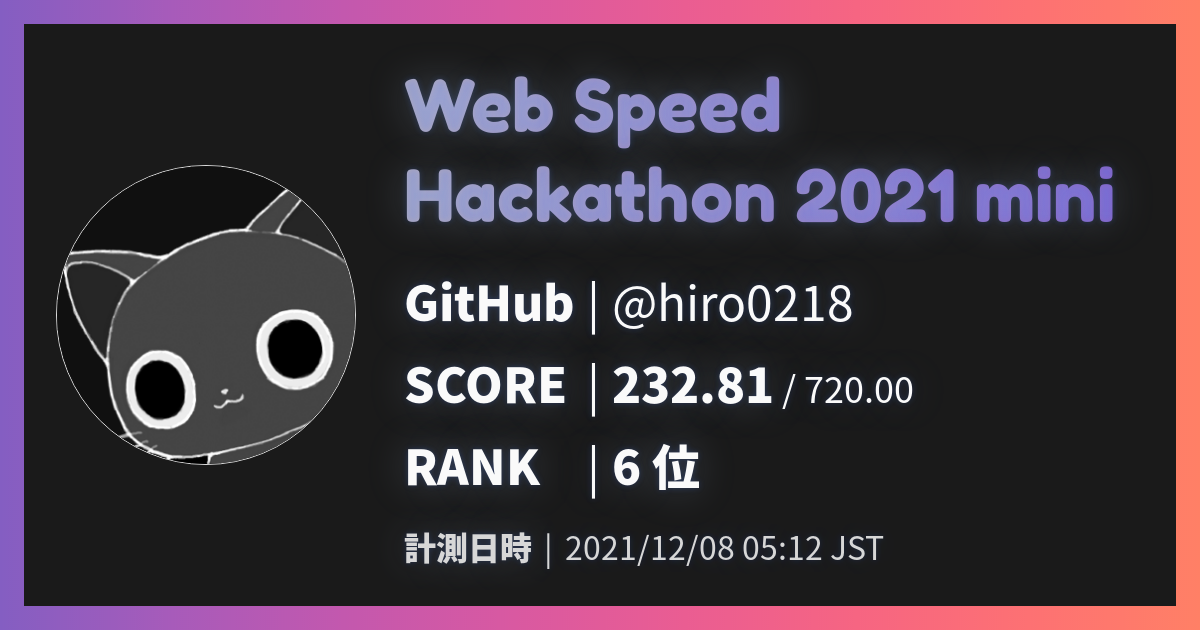 Web Speed
Hackathon 2021 mini
GitHub | @hiro0218
SCORE | 232.81 / 720.00
RANK | 6 位
計測日時 | 2021/12/08 05:12 JST